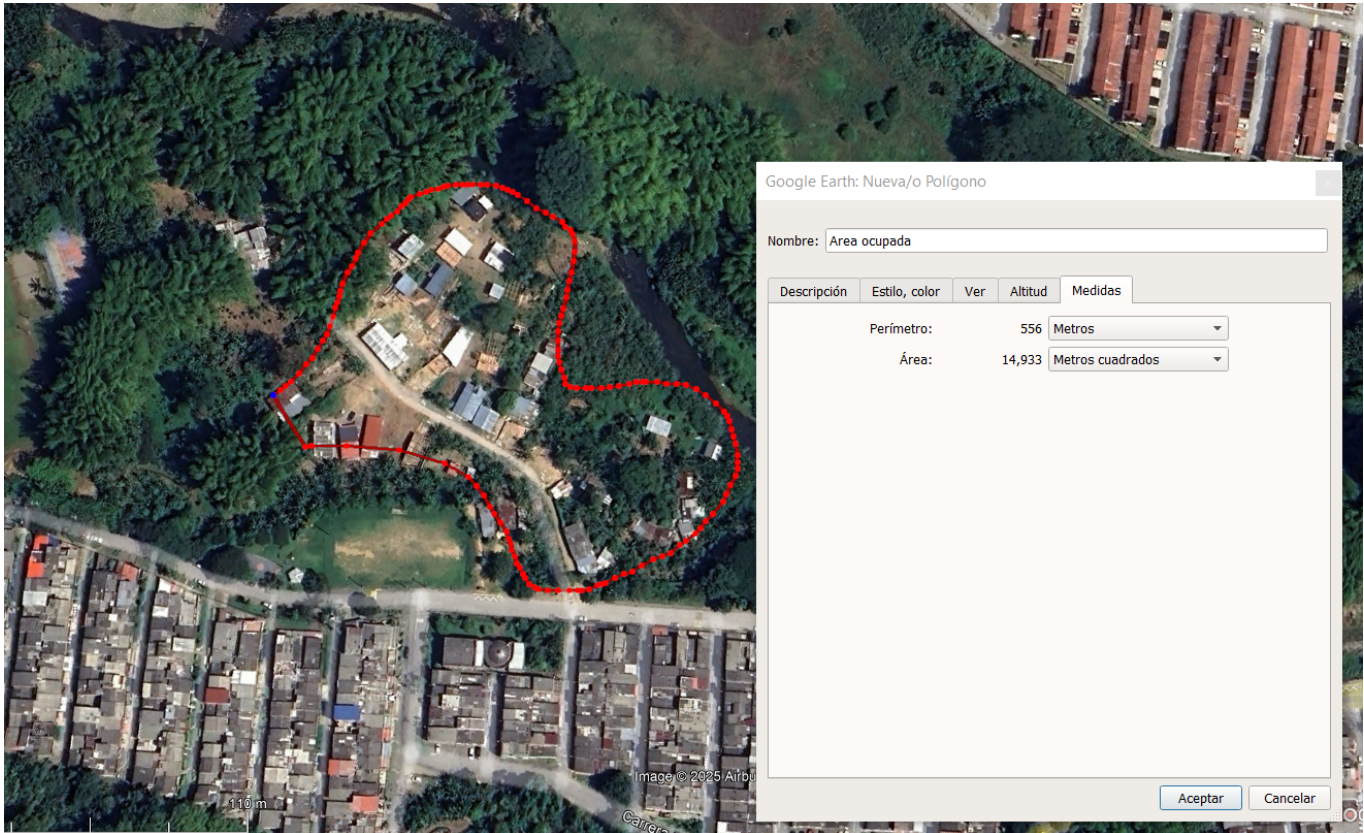 Google Earth: Nueva/o Polígono
Nombre: Area ocupada
Descripción Estilo, color Ver Altitud Medidas
Perímetro: 556 Metros
Área: 14,933 Metros cuadrados
Image © 2025 Airbu
110 m
Carrera
Aceptar Cancelar